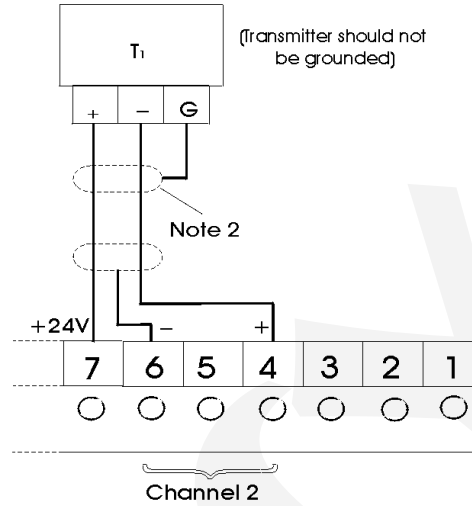 T1
(Transmitter should not
be grounded)
+ − G
Note 2
+24V − +
7 6 5 4 3 2 1
Channel 2